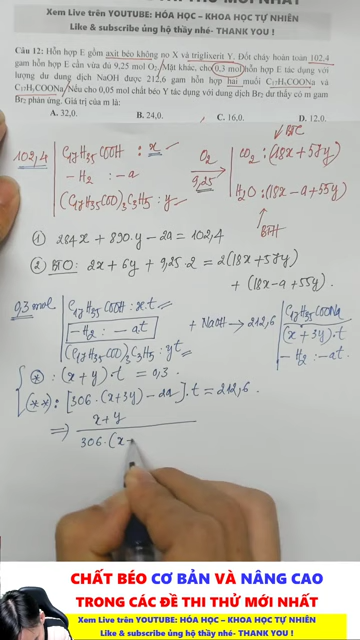 Xem Live trên YOUTUBE: HÓA HỌC – KHOA HỌC TỰ NHIÊN
Like & subscribe ủng hộ thầy nhé- THANK YOU !
Câu 12: Hỗn hợp E gồm axit béo không no X và triglixerit Y. Đốt cháy hoàn toàn 102,4
gam hỗn hợp E cần vừa đủ 9,25 mol O2. Mặt khác, cho 0,3 mol hỗn hợp E tác dụng với
lượng dư dung dịch NaOH được 212,6 gam hỗn hợp hai muối C17H35COONa và
Nếu cho 0,05 mol chất béo Y tác dụng với dung dịch Br2 dư thấy có m gam
Br2 phản ứng. Giá trị của m là:
A. 32,0. B. 24,0. C. 16,0. D. 12,0.
BTC
102,4
C17H35COOH : x
- H2 : -a
(C17H35COO)3C3H5 : y
O2
9,25
CO2 : (18x + 57y)
H2O : (18x - a + 55y)
BTH
① 284x + 890y - 2a = 102,4
② BTO: 2x + 6y + 9,25.2 = 2(18x + 57y)
+ (18x - a + 55y).
0,3 mol
C17H35COOH : x.t
- H2 : - at
(C17H35COO)3C3H5 : yt
+ NaOH → 212,6
C17H35COONa
(x + 3y).t
- H2 : - at.
(*) : (x + y).t = 0,3.
(**) : [306.(x + 3y) - 2a].t = 212,6.
⇒ x + y
306.(x
CHẤT BÉO CƠ BẢN VÀ NÂNG CAO
TRONG CÁC ĐỀ THI THỬ MỚI NHẤT
Xem Live trên YOUTUBE: HÓA HỌC – KHOA HỌC TỰ NHIÊN
Like & subscribe ủng hộ thầy nhé- THANK YOU !